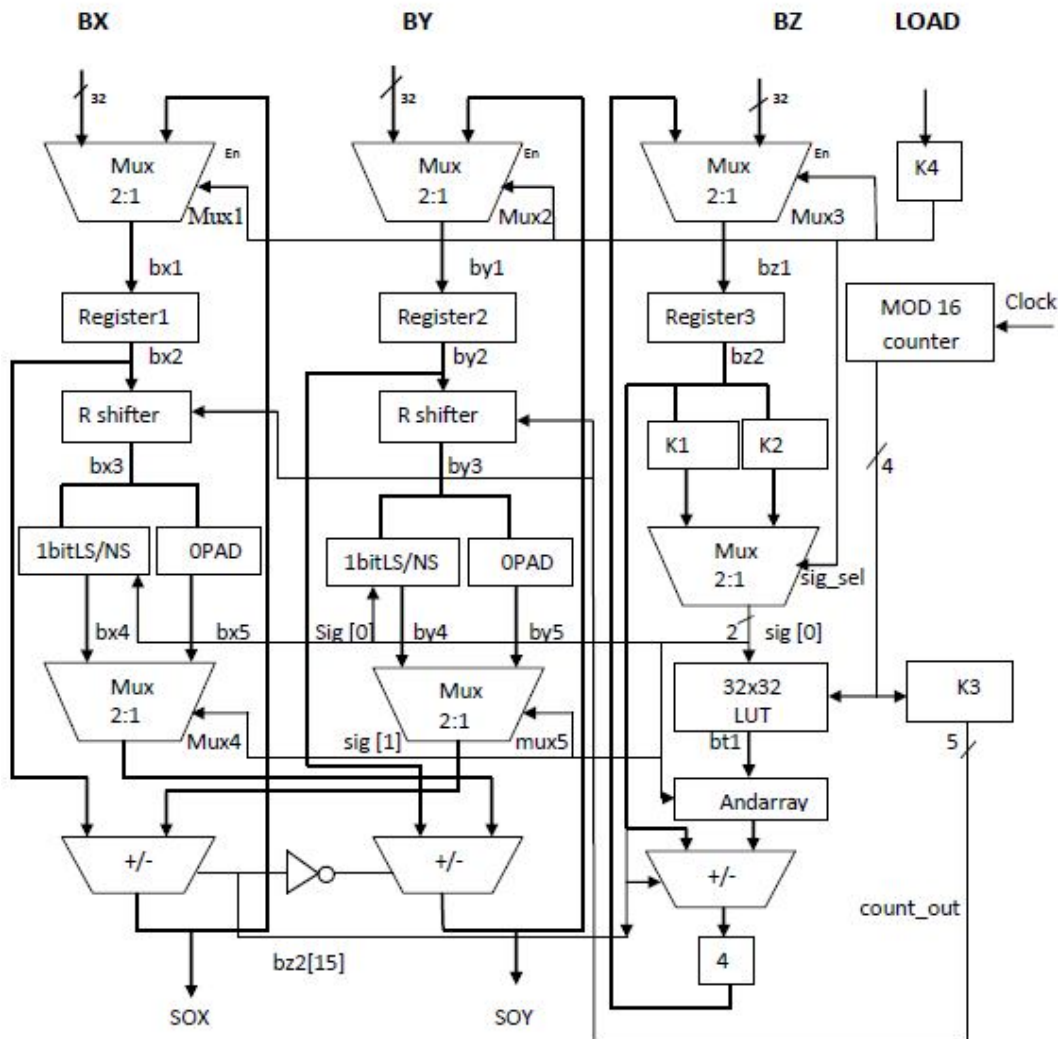 BX BY BZ LOAD
32 32 32
En En En
Mux 2:1 Mux 2:1 Mux 2:1 K4
Mux1 Mux2 Mux3
bx1 by1 bz1
Register1 Register2 Register3 MOD 16 counter Clock
bx2 by2 bz2
R shifter R shifter K1 K2
bx3 by3 4
1bitLS/NS 0PAD 1bitLS/NS 0PAD Mux 2:1 sig_sel
bx4 bx5 Sig [0] by4 by5 2 sig [0]
Mux 2:1 Mux 2:1 32x32 LUT K3
Mux4 sig [1] mux5 bt1 5
Andarray
+/- +/- +/-
count_out
bz2[15] 4
SOX SOY